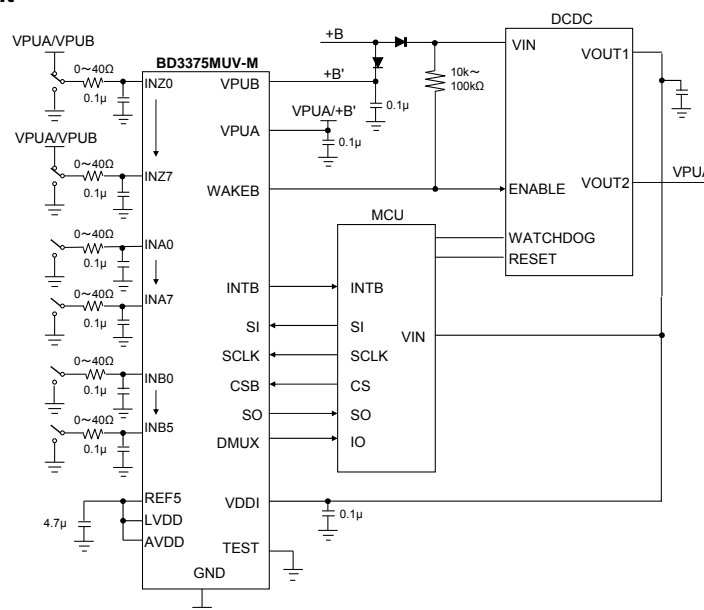 DCDC
VPUA/VPUB
+B
VIN
VOUT1
BD3375MUV-M
0～40Ω
INZ0
0.1μ
VPUB
+B'
10k～
100kΩ
0.1μ
VPUA/+B'
VPUA
0.1μ
VPUA/VPUB
0～40Ω
INZ7
0.1μ
WAKEB
ENABLE
VOUT2
MCU
WATCHDOG
RESET
0～40Ω
INA0
0.1μ
0～40Ω
INA7
0.1μ
INTB
INTB
SI
SI
VIN
SCLK
SCLK
0～40Ω
INB0
0.1μ
CSB
CS
SO
SO
0～40Ω
INB5
0.1μ
DMUX
IO
REF5
4.7μ
LVDD
AVDD
VDDI
0.1μ
TEST
GND